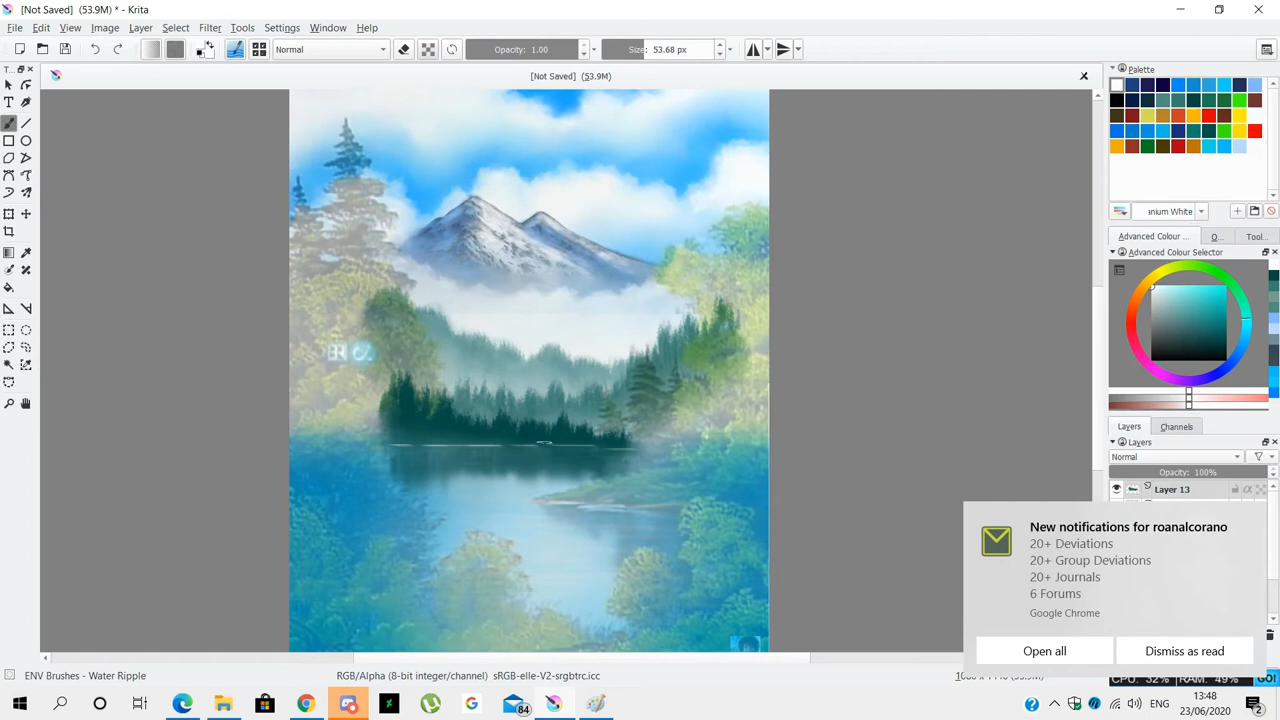 [Not Saved] (53.9M) * - Krita
File Edit View Image Layer Select Filter Tools Settings Window Help
Normal
Opacity: 1.00
Size: 53.68 px
T...
[Not Saved] (53.9M)
Palette
anium White
Advanced Colour ...
O...
Tool...
Advanced Colour Selector
Layers
Channels
Layers
Normal
Opacity: 100%
Layer 13
New notifications for roanalcorano
20+ Deviations
20+ Group Deviations
20+ Journals
6 Forums
Google Chrome
Open all
Dismiss as read
ENV Brushes - Water Ripple
RGB/Alpha (8-bit integer/channel) sRGB-elle-V2-srgbtrc.icc
CPU: 32% RAM: 49% GO!
84
ENG
13:48
23/06/2020
2